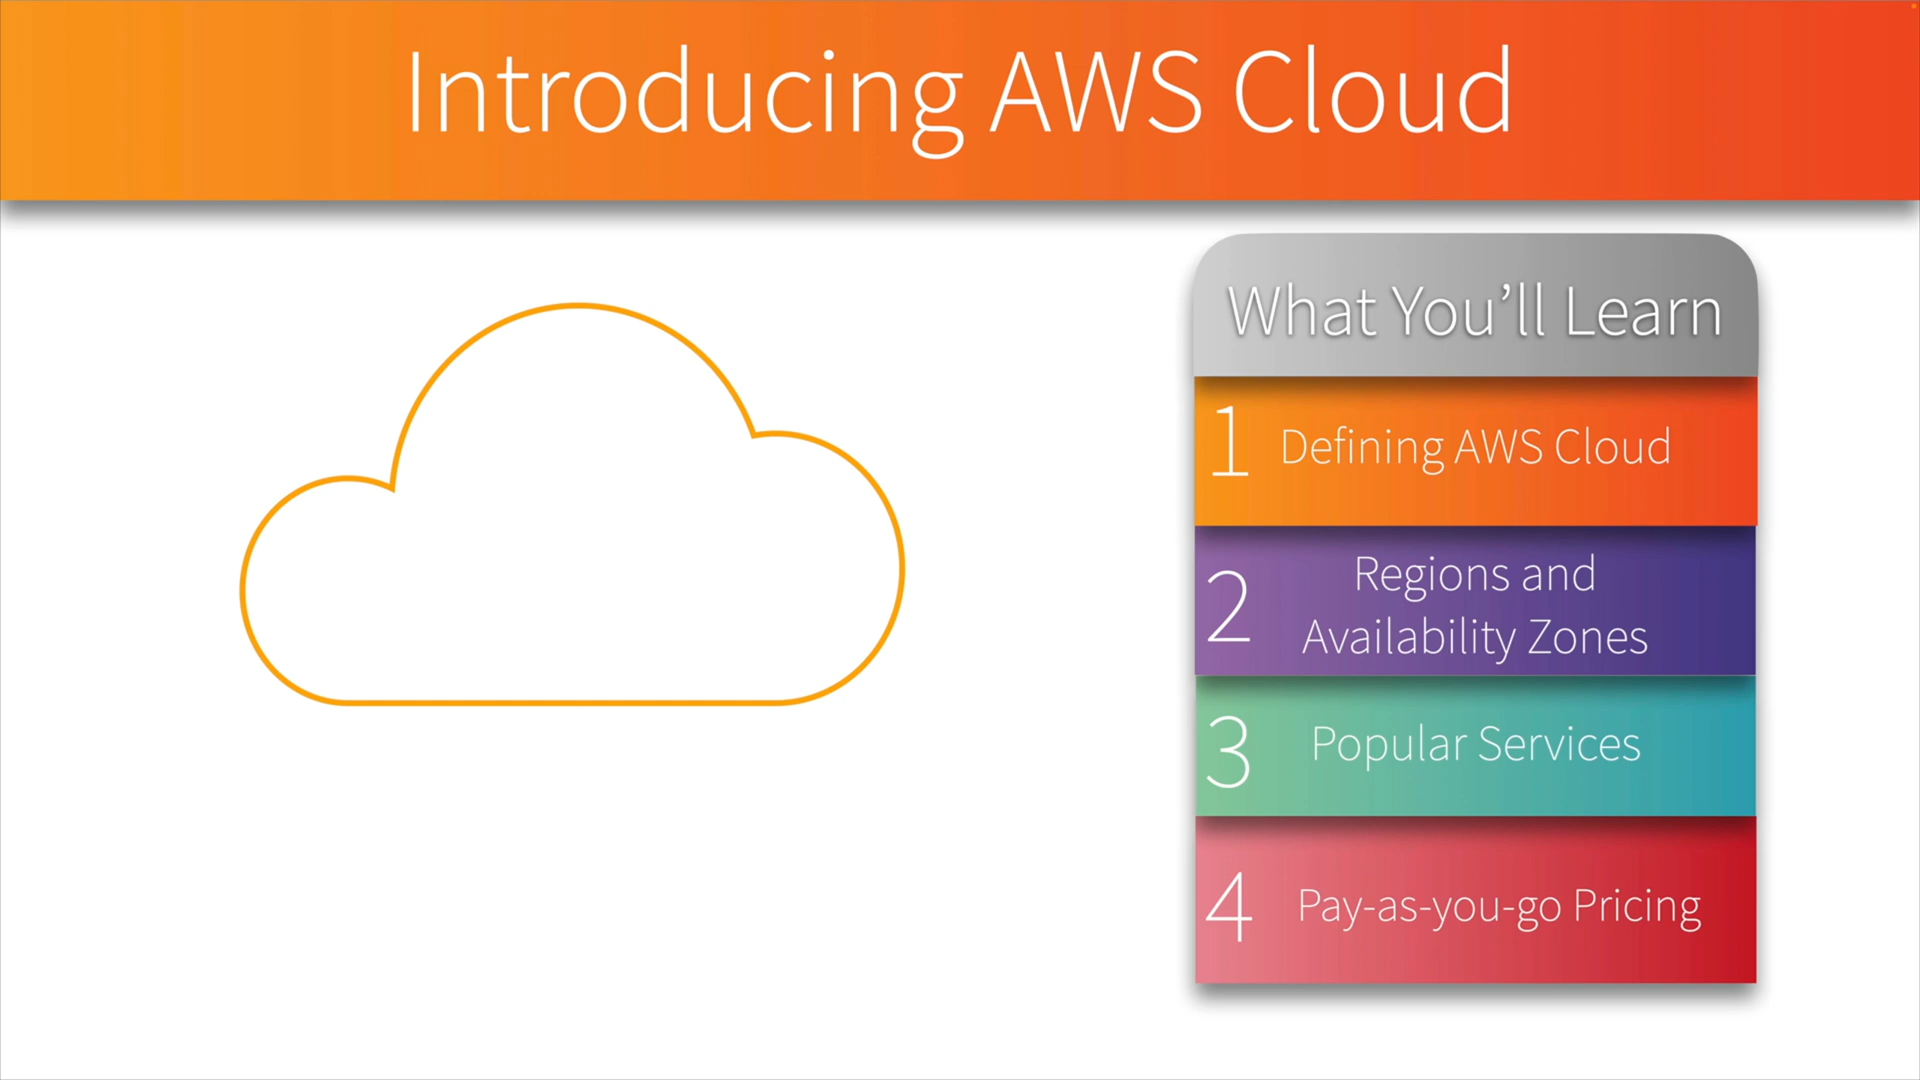 Introducing AWS Cloud
What You’ll Learn
1 Defining AWS Cloud
2 Regions and
Availability Zones
3 Popular Services
4 Pay-as-you-go Pricing